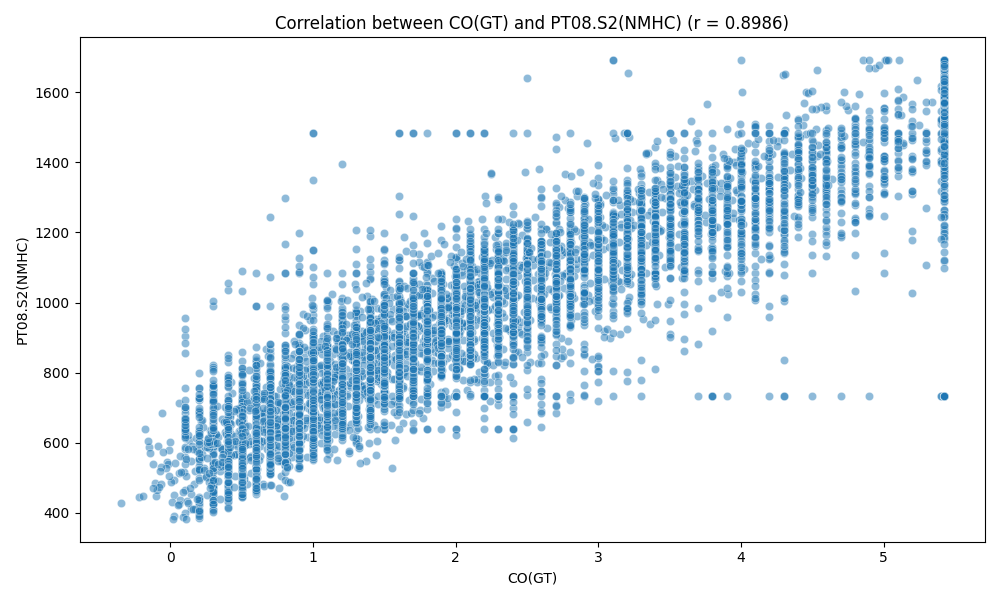 Correlation between CO(GT) and PT08.S2(NMHC) (r = 0.8986)
PT08.S2(NMHC)
1600
1400
1200
1000
800
600
400
0 1 2 3 4 5
CO(GT)